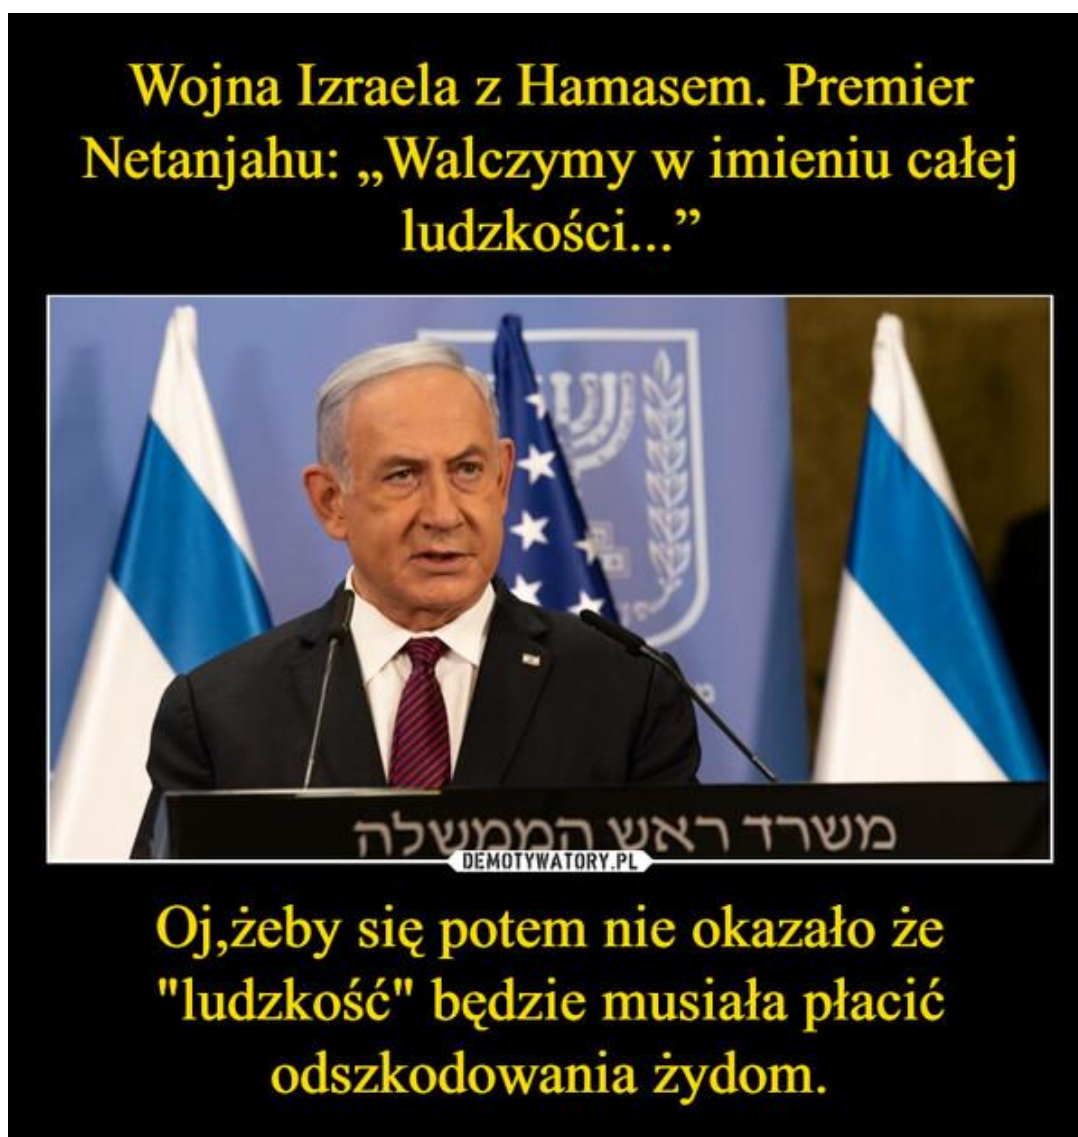 Wojna Izraela z Hamasem. Premier
Netanjahu: „Walczymy w imieniu całej
ludzkości...”
משרד ראש הממשלה
DEMOTYWATORY.PL
Oj,żeby się potem nie okazało że
"ludzkość" będzie musiała płacić
odszkodowania żydom.